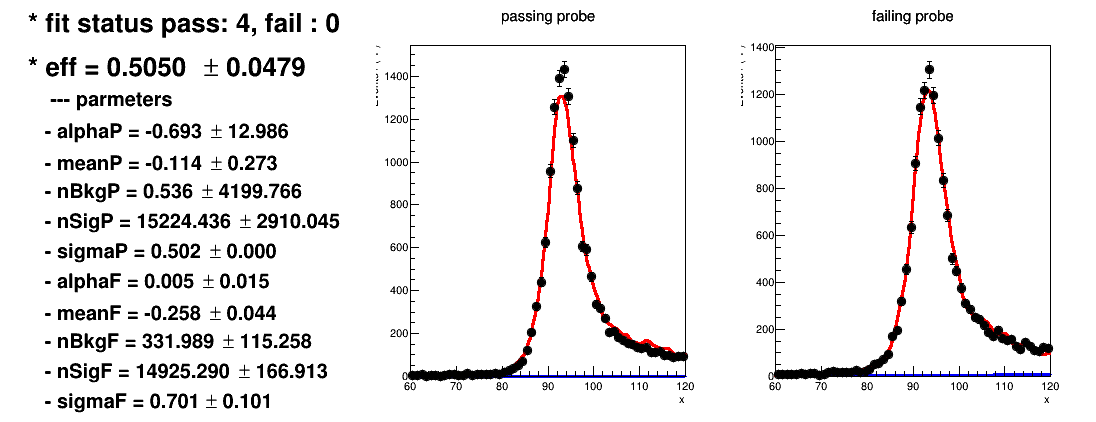 * fit status pass: 4, fail : 0
* eff = 0.5050 ± 0.0479
--- parmeters
- alphaP = -0.693 ± 12.986
- meanP = -0.114 ± 0.273
- nBkgP = 0.536 ± 4199.766
- nSigP = 15224.436 ± 2910.045
- sigmaP = 0.502 ± 0.000
- alphaF = 0.005 ± 0.015
- meanF = -0.258 ± 0.044
- nBkgF = 331.989 ± 115.258
- nSigF = 14925.290 ± 166.913
- sigmaF = 0.701 ± 0.101
passing probe
1400
1200
1000
800
600
400
200
0
60 70 80 90 100 110 120
x
failing probe
1400
1200
1000
800
600
400
200
0
60 70 80 90 100 110 120
x